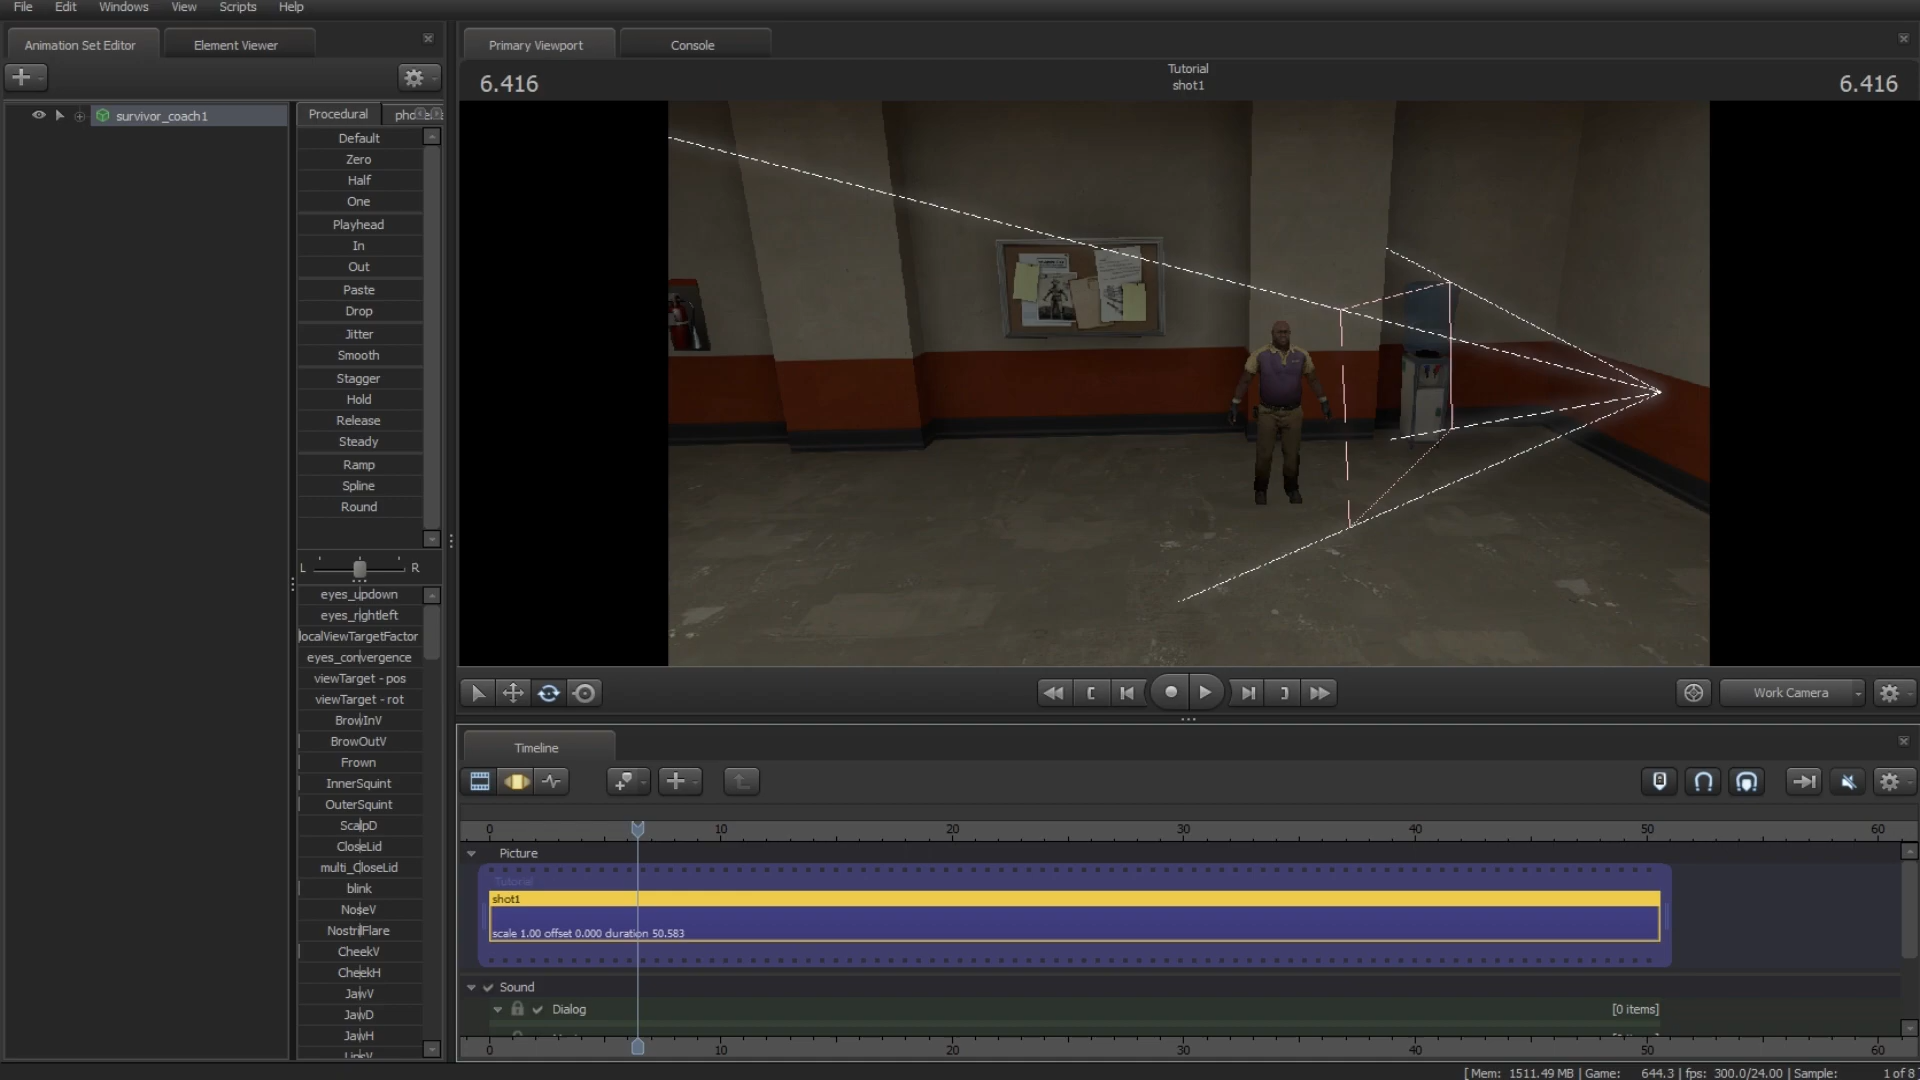 File Edit Windows View Scripts Help
Animation Set Editor Element Viewer
Primary Viewport Console
6.416 Tutorial 6.416
shot1
survivor_coach1
Procedural
Default
Zero
Half
One
Playhead
In
Out
Paste
Drop
Jitter
Smooth
Stagger
Hold
Release
Steady
Ramp
Spline
Round
L R
eyes_updown
eyes_rightleft
localViewTargetFactor
eyes_convergence
viewTarget - pos
viewTarget - rot
BrowInV
BrowOutV
Frown
InnerSquint
OuterSquint
ScalpD
CloseLid
multi_CloseLid
blink
NoseV
NostrilFlare
CheekV
CheekH
JawV
JawD
JawH
Work Camera
Timeline
0 10 20 30 40 50 60
Picture
Tutorial
shot1
scale 1.00 offset 0.000 duration 50.583
Sound
Dialog [0 items]
0 10 20 30 40 50 60
[ Mem: 1511.49 MB | Game: 644.3 | fps: 300.0/24.00 | Sample: 1 of 8